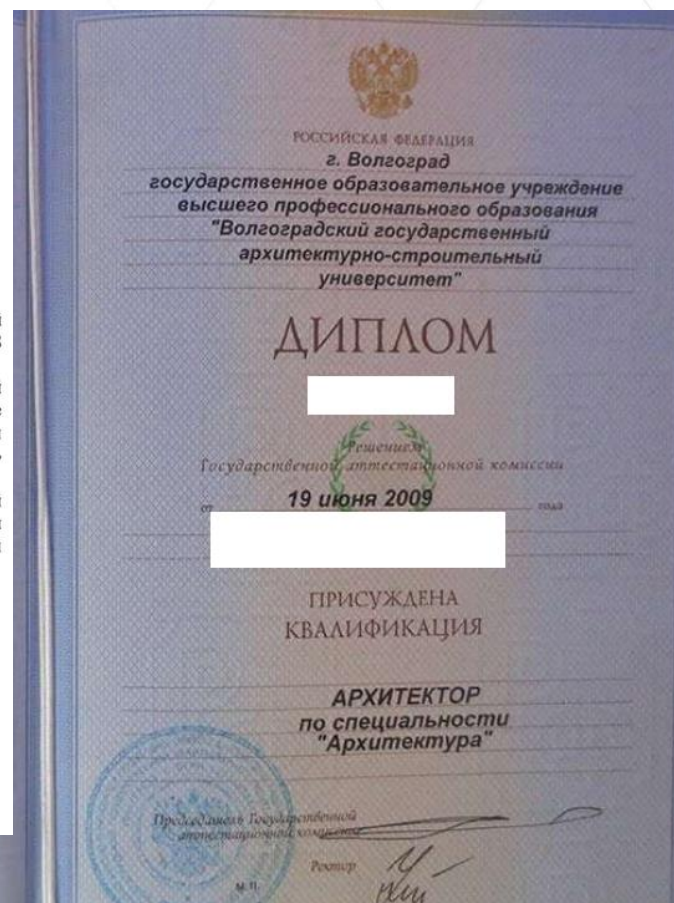 РОССИЙСКАЯ ФЕДЕРАЦИЯ
г. Волгоград
государственное образовательное учреждение
высшего профессионального образования
"Волгоградский государственный
архитектурно-строительный
университет"
ДИПЛОМ
Решением
Государственной аттестационной комиссии
от 19 июня 2009 года
ПРИСУЖДЕНА
КВАЛИФИКАЦИЯ
АРХИТЕКТОР
по специальности
"Архитектура"
Председатель Государственной
аттестационной комиссии
Ректор
М.П.